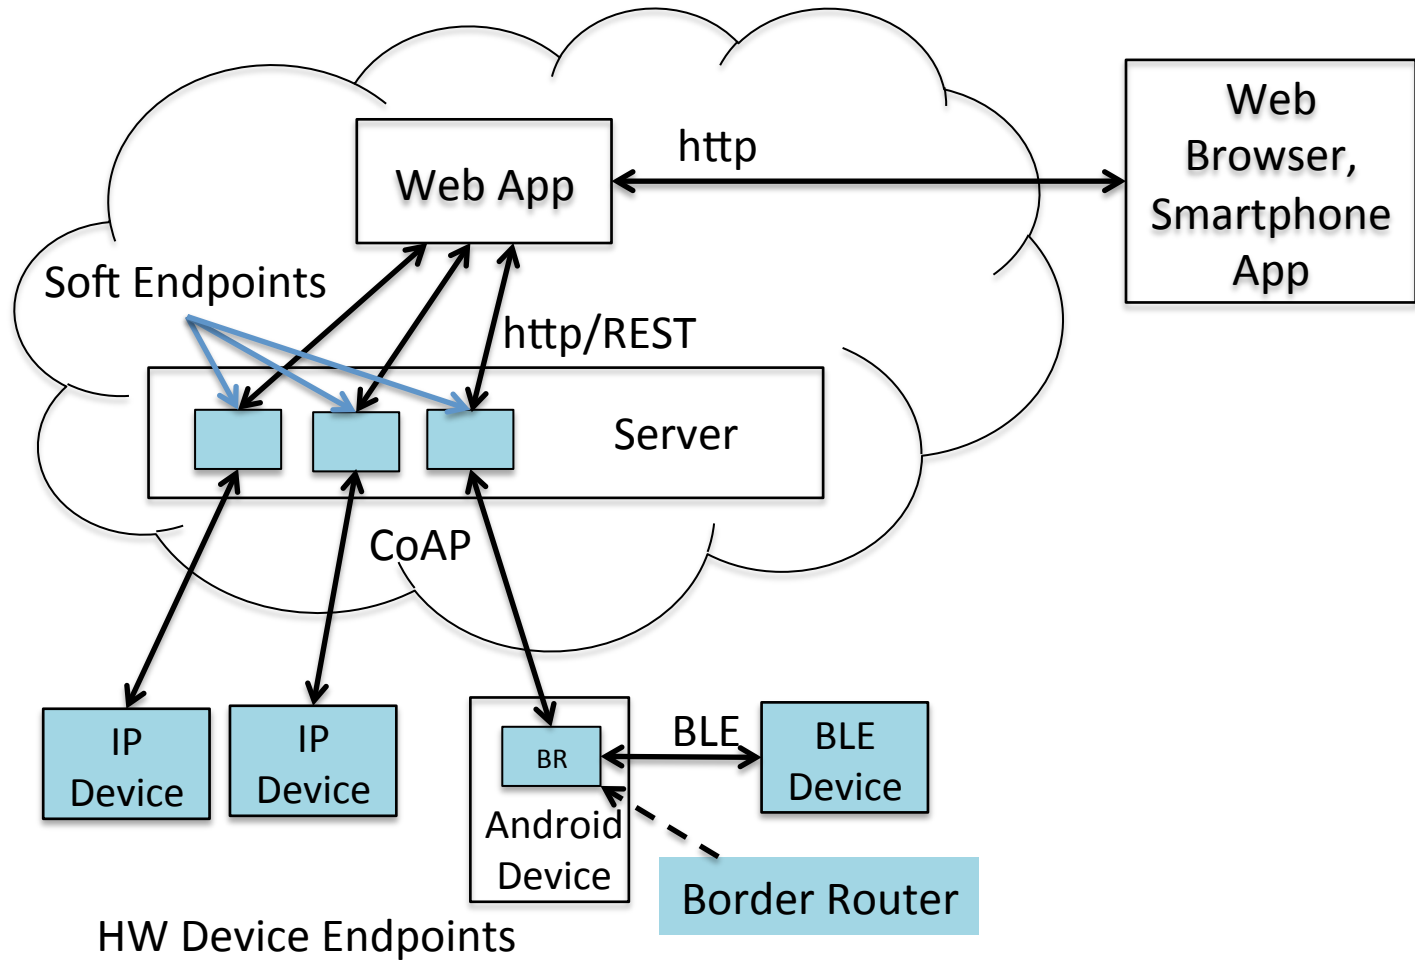 http
Web
Browser,
Smartphone
App
Web App
Soft Endpoints
http/REST
Server
CoAP
IP
Device
IP
Device
BR
Android
Device
BLE
BLE
Device
Border Router
HW Device Endpoints